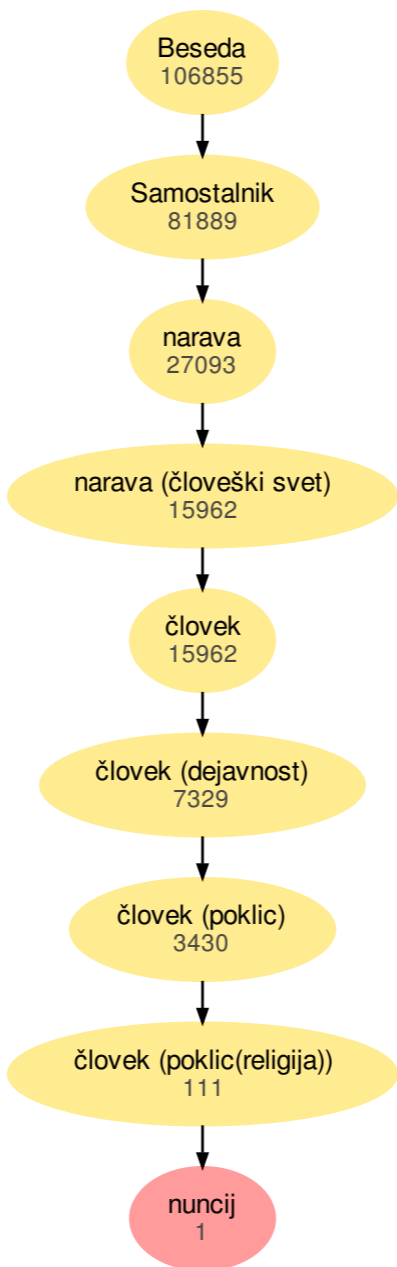 Beseda
106855
Samostalnik
81889
narava
27093
narava (človeški svet)
15962
človek
15962
človek (dejavnost)
7329
človek (poklic)
3430
človek (poklic(religija))
111
nuncij
1